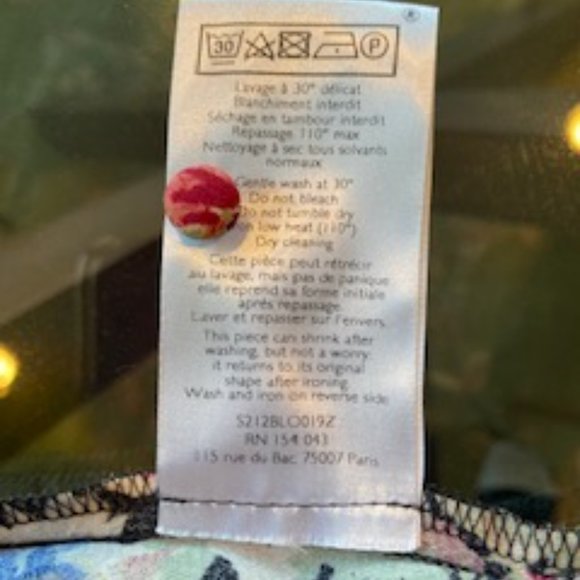 30 P
Lavage à 30° délicat
Blanchiment interdit
Séchage en tambour interdit
Repassage 110° max
Nettoyage à sec tous solvants
normaux
Gentle wash at 30°
Do not bleach
Do not tumble dry
on low heat (110°)
Dry cleaning
Cette pièce peut rétrécir
au lavage, mais pas de panique
elle reprend sa forme initiale
après repassage.
Laver et repasser sur l'envers.
This piece can shrink after
washing, but not a worry:
it returns to its original
shape after ironing.
Wash and iron on reverse side
S212BLO019Z
RN 154 043
115 rue du Bac 75007 Paris